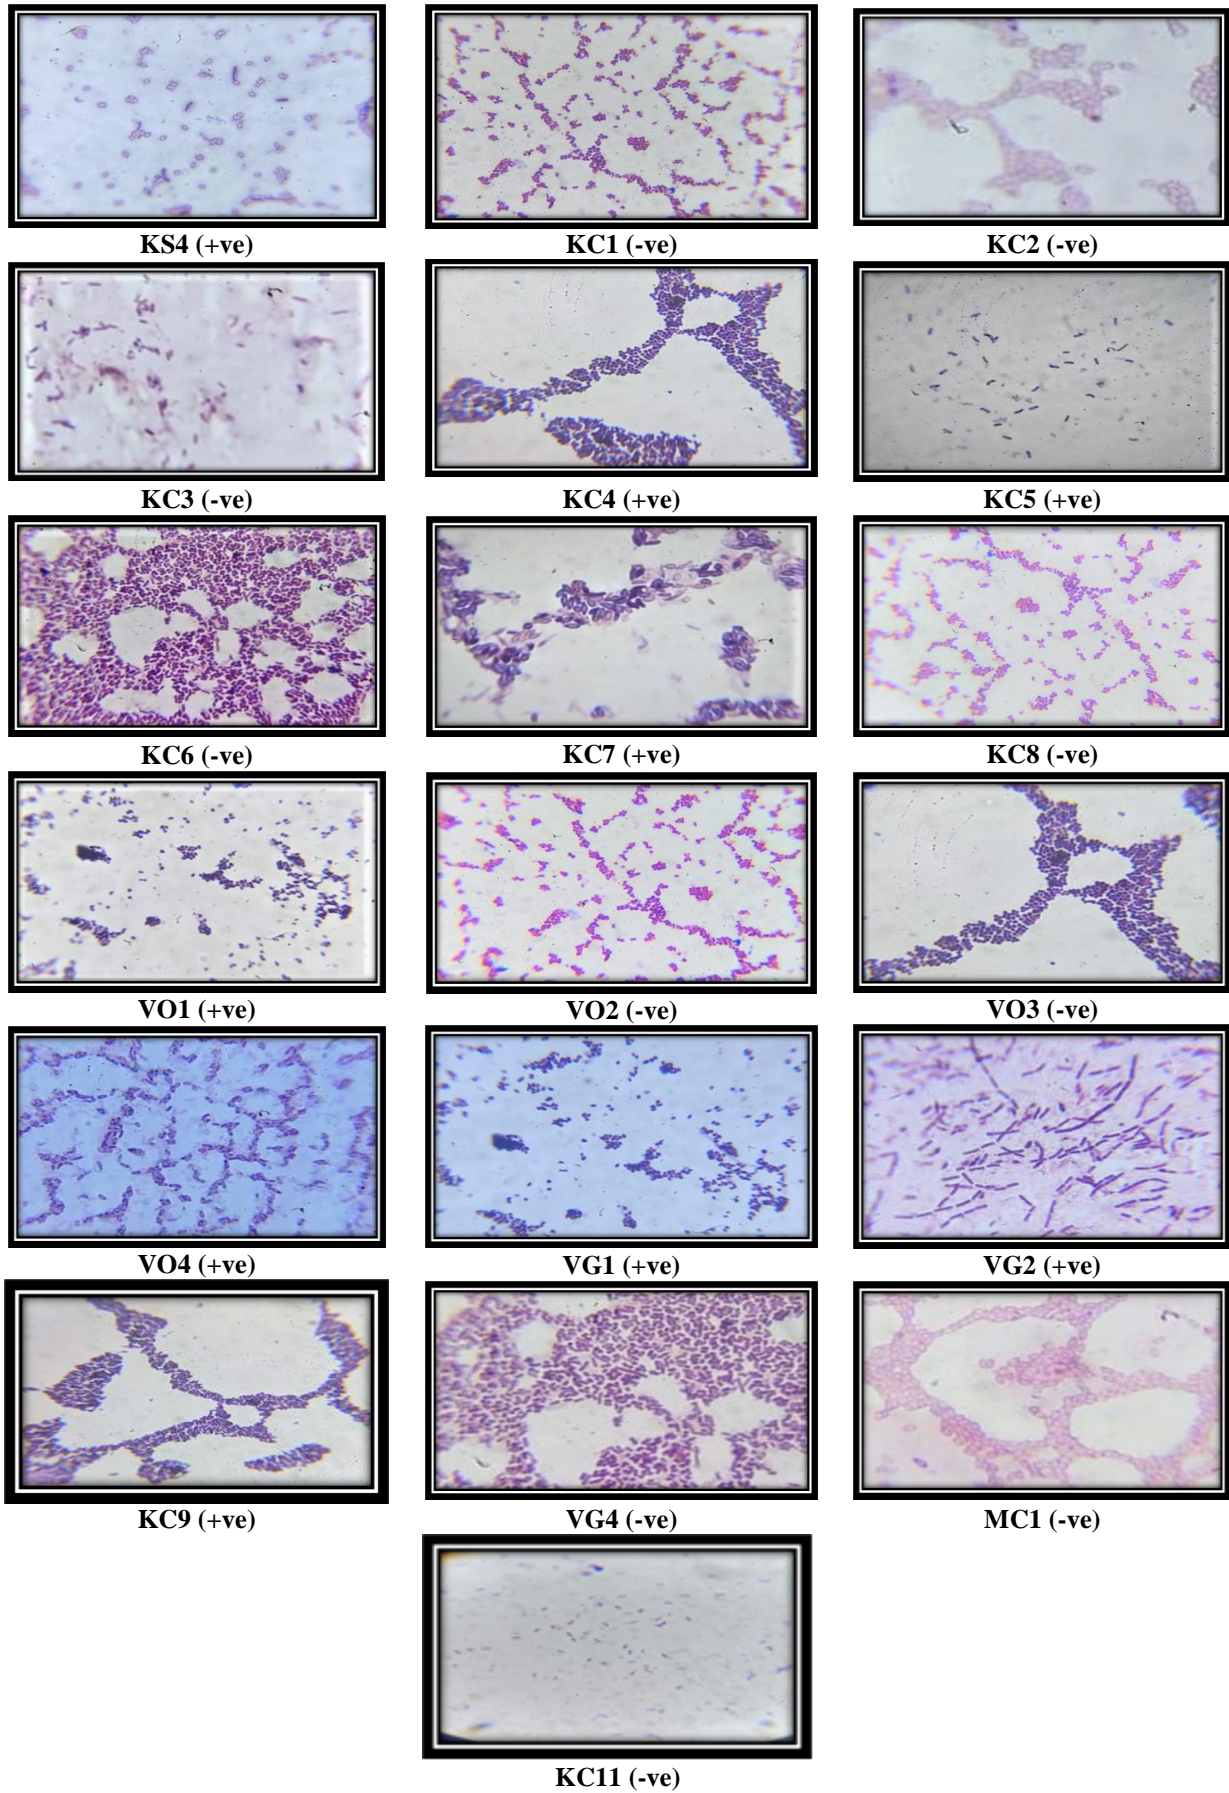 KS4 (+ve)
KC1 (-ve)
KC2 (-ve)
KC3 (-ve)
KC4 (+ve)
KC5 (+ve)
KC6 (-ve)
KC7 (+ve)
KC8 (-ve)
VO1 (+ve)
VO2 (-ve)
VO3 (-ve)
VO4 (+ve)
VG1 (+ve)
VG2 (+ve)
KC9 (+ve)
VG4 (-ve)
MC1 (-ve)
KC11 (-ve)